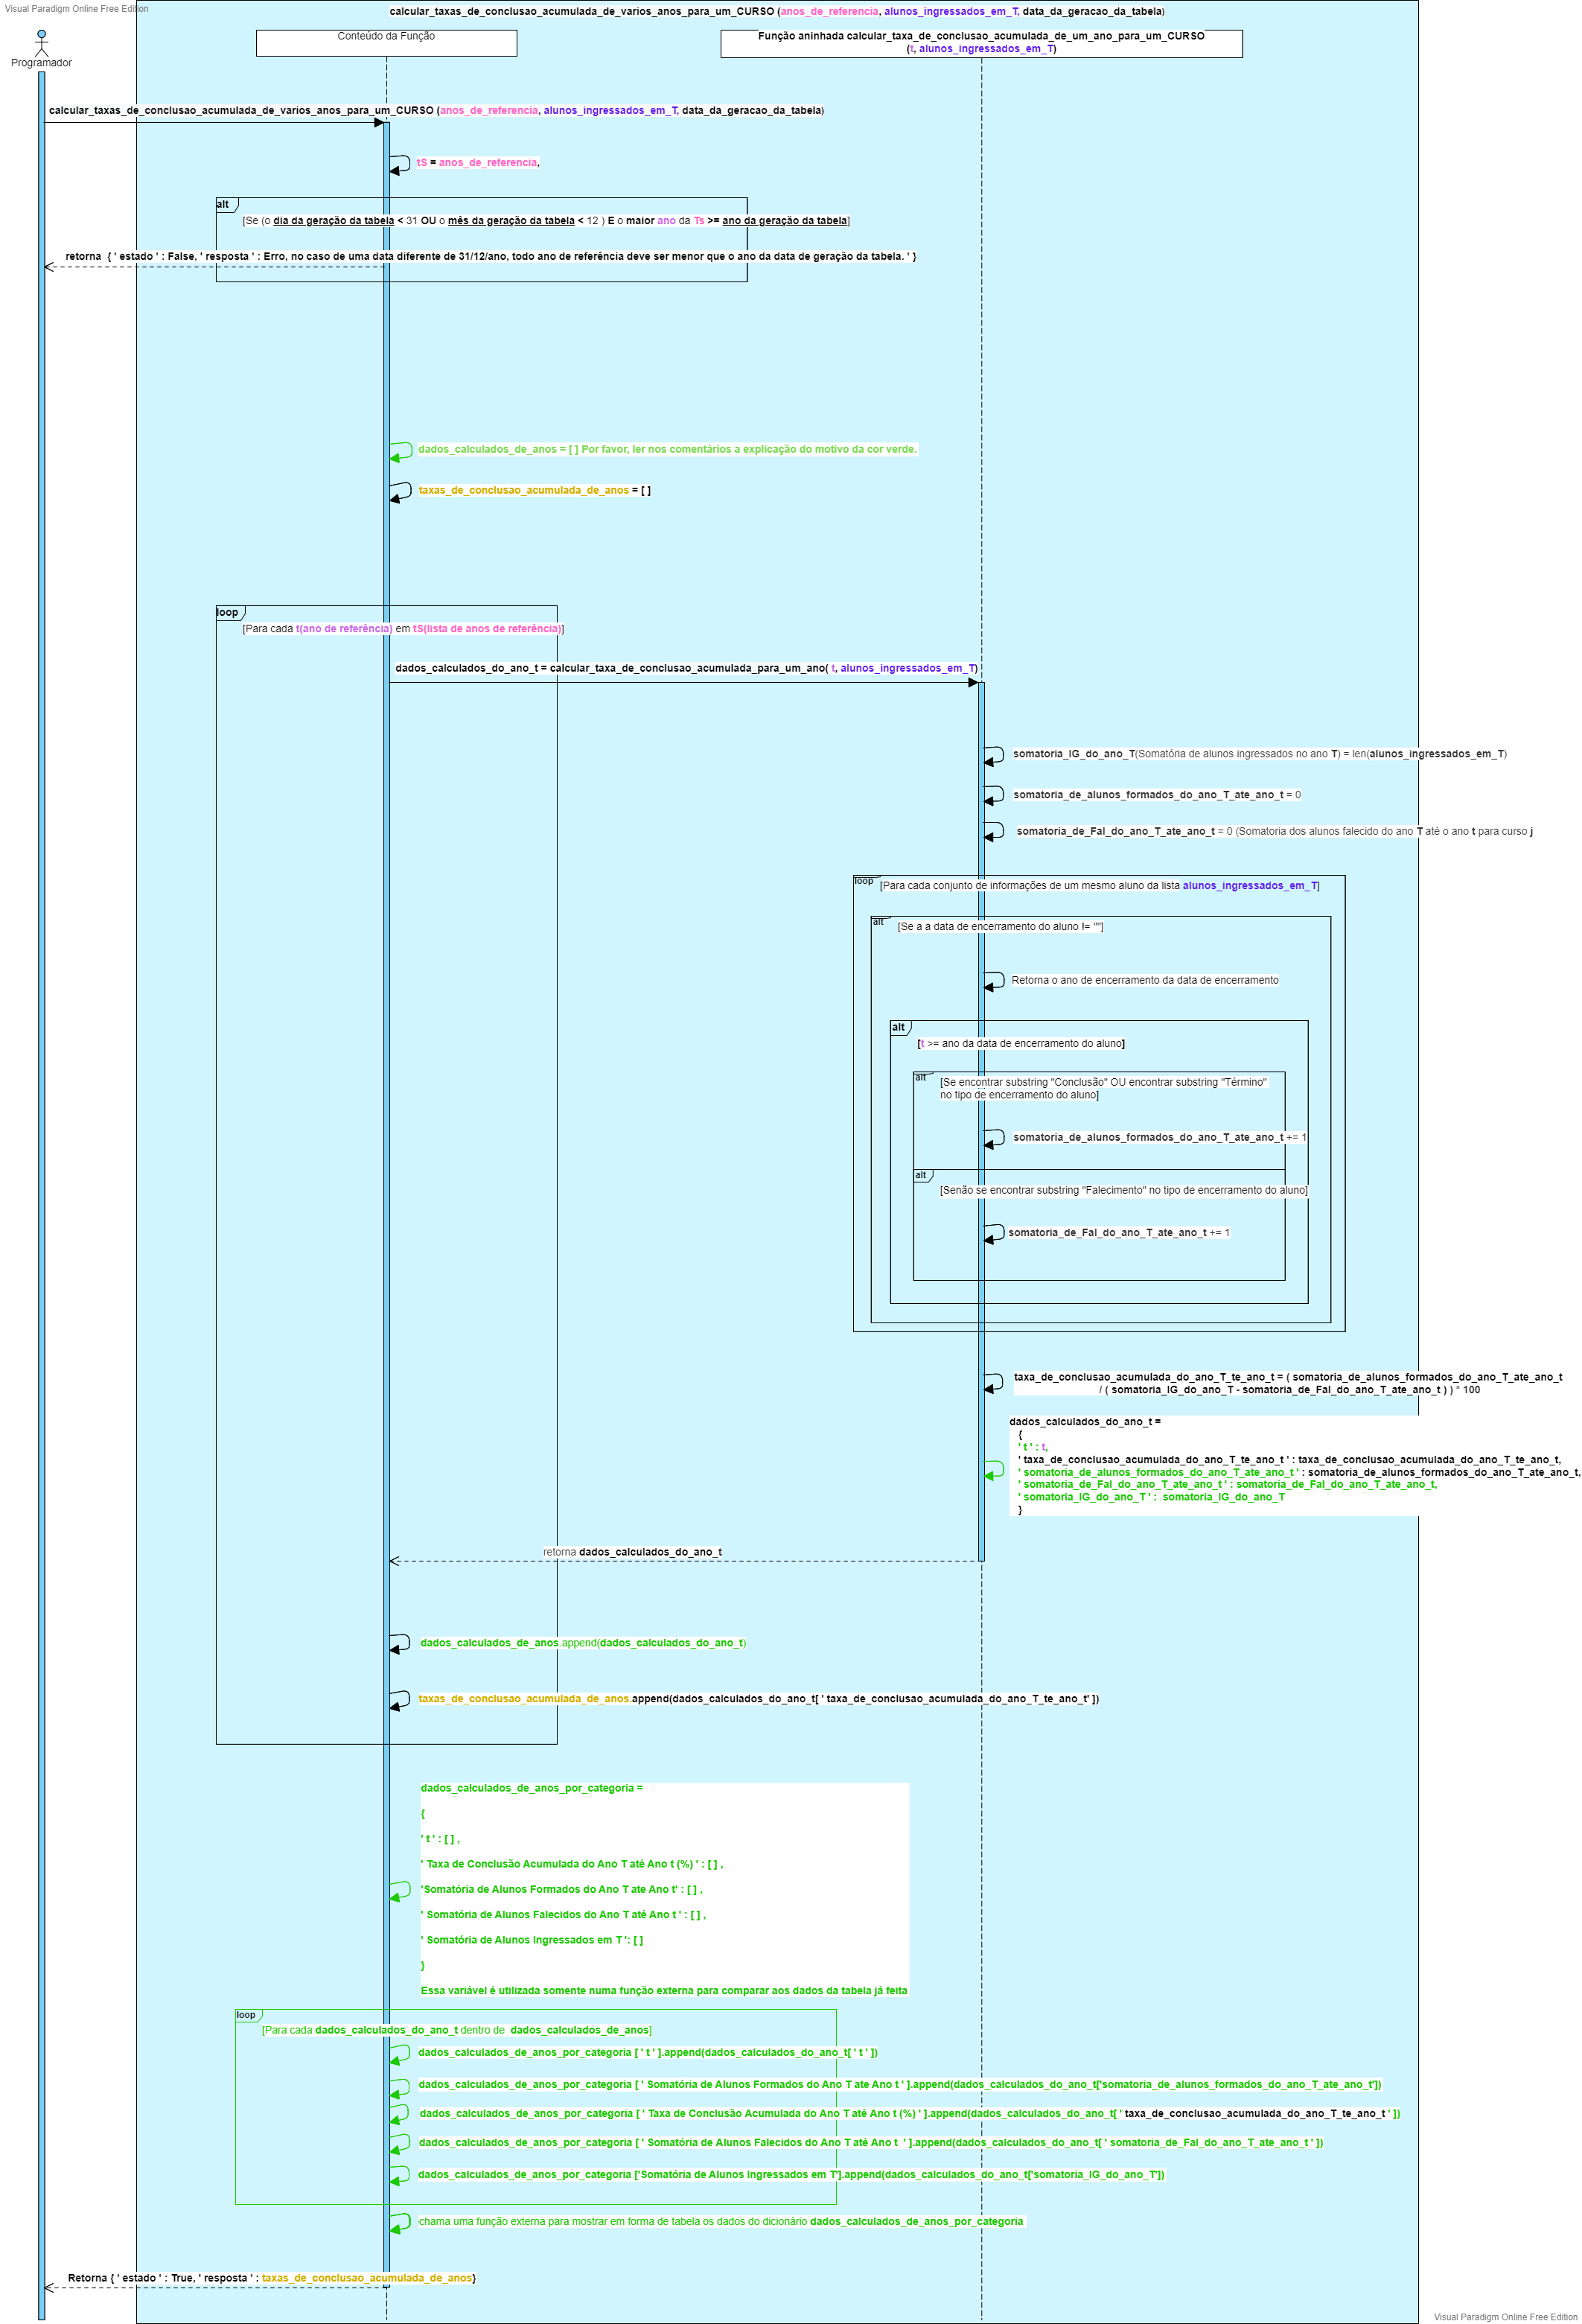 Visual Paradigm Online Free Edition
calcular_taxas_de_conclusao_acumulada_de_varios_anos_para_um_CURSO (anos_de_referencia, alunos_ingressados_em_T, data_da_geracao_da_tabela)
Programador
Conteúdo da Função
Função aninhada calcular_taxa_de_conclusao_acumulada_de_um_ano_para_um_CURSO
(t, alunos_ingressados_em_T)
calcular_taxas_de_conclusao_acumulada_de_varios_anos_para_um_CURSO (anos_de_referencia, alunos_ingressados_em_T, data_da_geracao_da_tabela)
tS = anos_de_referencia,
alt
[Se (o dia da geração da tabela < 31 OU o mês da geração da tabela < 12 ) E o maior ano da Ts >= ano da geração da tabela]
retorna { ' estado ' : False, ' resposta ' : Erro, no caso de uma data diferente de 31/12/ano, todo ano de referência deve ser menor que o ano da data de geração da tabela. ' }
dados_calculados_de_anos = [ ] Por favor, ler nos comentários a explicação do motivo da cor verde.
taxas_de_conclusao_acumulada_de_anos = [ ]
loop
[Para cada t(ano de referência) em tS(lista de anos de referência)]
dados_calculados_do_ano_t = calcular_taxa_de_conclusao_acumulada_para_um_ano( t, alunos_ingressados_em_T)
somatoria_IG_do_ano_T(Somatória de alunos ingressados no ano T) = len(alunos_ingressados_em_T)
somatoria_de_alunos_formados_do_ano_T_ate_ano_t = 0
somatoria_de_Fal_do_ano_T_ate_ano_t = 0 (Somatoria dos alunos falecido do ano T até o ano t para curso j
loop
[Para cada conjunto de informações de um mesmo aluno da lista alunos_ingressados_em_T]
alt
[Se a a data de encerramento do aluno != ""]
Retorna o ano de encerramento da data de encerramento
alt
[t >= ano da data de encerramento do aluno]
alt
[Se encontrar substring "Conclusão" OU encontrar substring "Término"
no tipo de encerramento do aluno]
somatoria_de_alunos_formados_do_ano_T_ate_ano_t += 1
alt
[Senão se encontrar substring "Falecimento" no tipo de encerramento do aluno]
somatoria_de_Fal_do_ano_T_ate_ano_t += 1
taxa_de_conclusao_acumulada_do_ano_T_te_ano_t = ( somatoria_de_alunos_formados_do_ano_T_ate_ano_t
/ ( somatoria_IG_do_ano_T - somatoria_de_Fal_do_ano_T_ate_ano_t ) ) * 100
dados_calculados_do_ano_t =
{
' t ' : t,
' taxa_de_conclusao_acumulada_do_ano_T_te_ano_t ' : taxa_de_conclusao_acumulada_do_ano_T_te_ano_t,
' somatoria_de_alunos_formados_do_ano_T_ate_ano_t ' : somatoria_de_alunos_formados_do_ano_T_ate_ano_t,
' somatoria_de_Fal_do_ano_T_ate_ano_t ' : somatoria_de_Fal_do_ano_T_ate_ano_t,
' somatoria_IG_do_ano_T ' : somatoria_IG_do_ano_T
}
retorna dados_calculados_do_ano_t
dados_calculados_de_anos.append(dados_calculados_do_ano_t)
taxas_de_conclusao_acumulada_de_anos.append(dados_calculados_do_ano_t[ ' taxa_de_conclusao_acumulada_do_ano_T_te_ano_t' ])
dados_calculados_de_anos_por_categoria =
{
' t ' : [ ] ,
' Taxa de Conclusão Acumulada do Ano T até Ano t (%) ' : [ ] ,
'Somatória de Alunos Formados do Ano T ate Ano t' : [ ] ,
' Somatória de Alunos Falecidos do Ano T até Ano t ' : [ ] ,
' Somatória de Alunos Ingressados em T ': [ ]
}
Essa variável é utilizada somente numa função externa para comparar aos dados da tabela já feita
loop
[Para cada dados_calculados_do_ano_t dentro de dados_calculados_de_anos]
dados_calculados_de_anos_por_categoria [ ' t ' ].append(dados_calculados_do_ano_t[ ' t ' ])
dados_calculados_de_anos_por_categoria [ ' Somatória de Alunos Formados do Ano T ate Ano t ' ].append(dados_calculados_do_ano_t['somatoria_de_alunos_formados_do_ano_T_ate_ano_t'])
dados_calculados_de_anos_por_categoria [ ' Taxa de Conclusão Acumulada do Ano T até Ano t (%) ' ].append(dados_calculados_do_ano_t[ ' taxa_de_conclusao_acumulada_do_ano_T_te_ano_t ' ])
dados_calculados_de_anos_por_categoria [ ' Somatória de Alunos Falecidos do Ano T até Ano t ' ].append(dados_calculados_do_ano_t[ ' somatoria_de_Fal_do_ano_T_ate_ano_t ' ])
dados_calculados_de_anos_por_categoria ['Somatória de Alunos Ingressados em T'].append(dados_calculados_do_ano_t['somatoria_IG_do_ano_T'])
chama uma função externa para mostrar em forma de tabela os dados do dicionário dados_calculados_de_anos_por_categoria
Retorna { ' estado ' : True, ' resposta ' : taxas_de_conclusao_acumulada_de_anos}
Visual Paradigm Online Free Edition